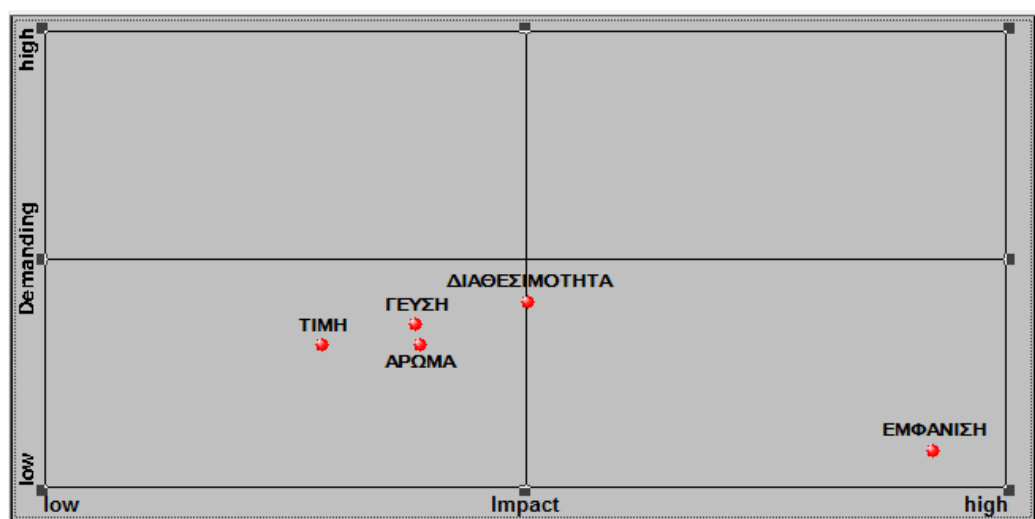 high
Demanding
low
ΔΙΑΘΕΣΙΜΟΤΗΤΑ
ΓΕΥΣΗ
ΤΙΜΗ
ΑΡΩΜΑ
ΕΜΦΑΝΙΣΗ
low
Impact
high